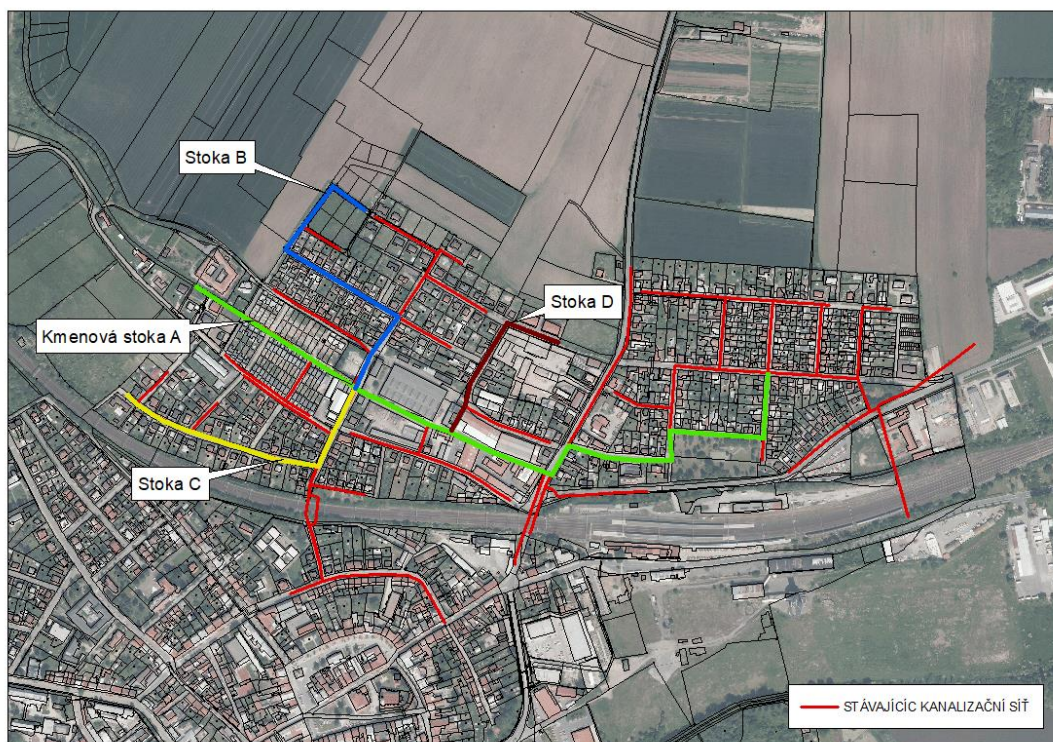 Stoka B
Stoka D
Kmenová stoka A
Stoka C
STÁVAJÍCÍC KANALIZAČNÍ SÍŤ